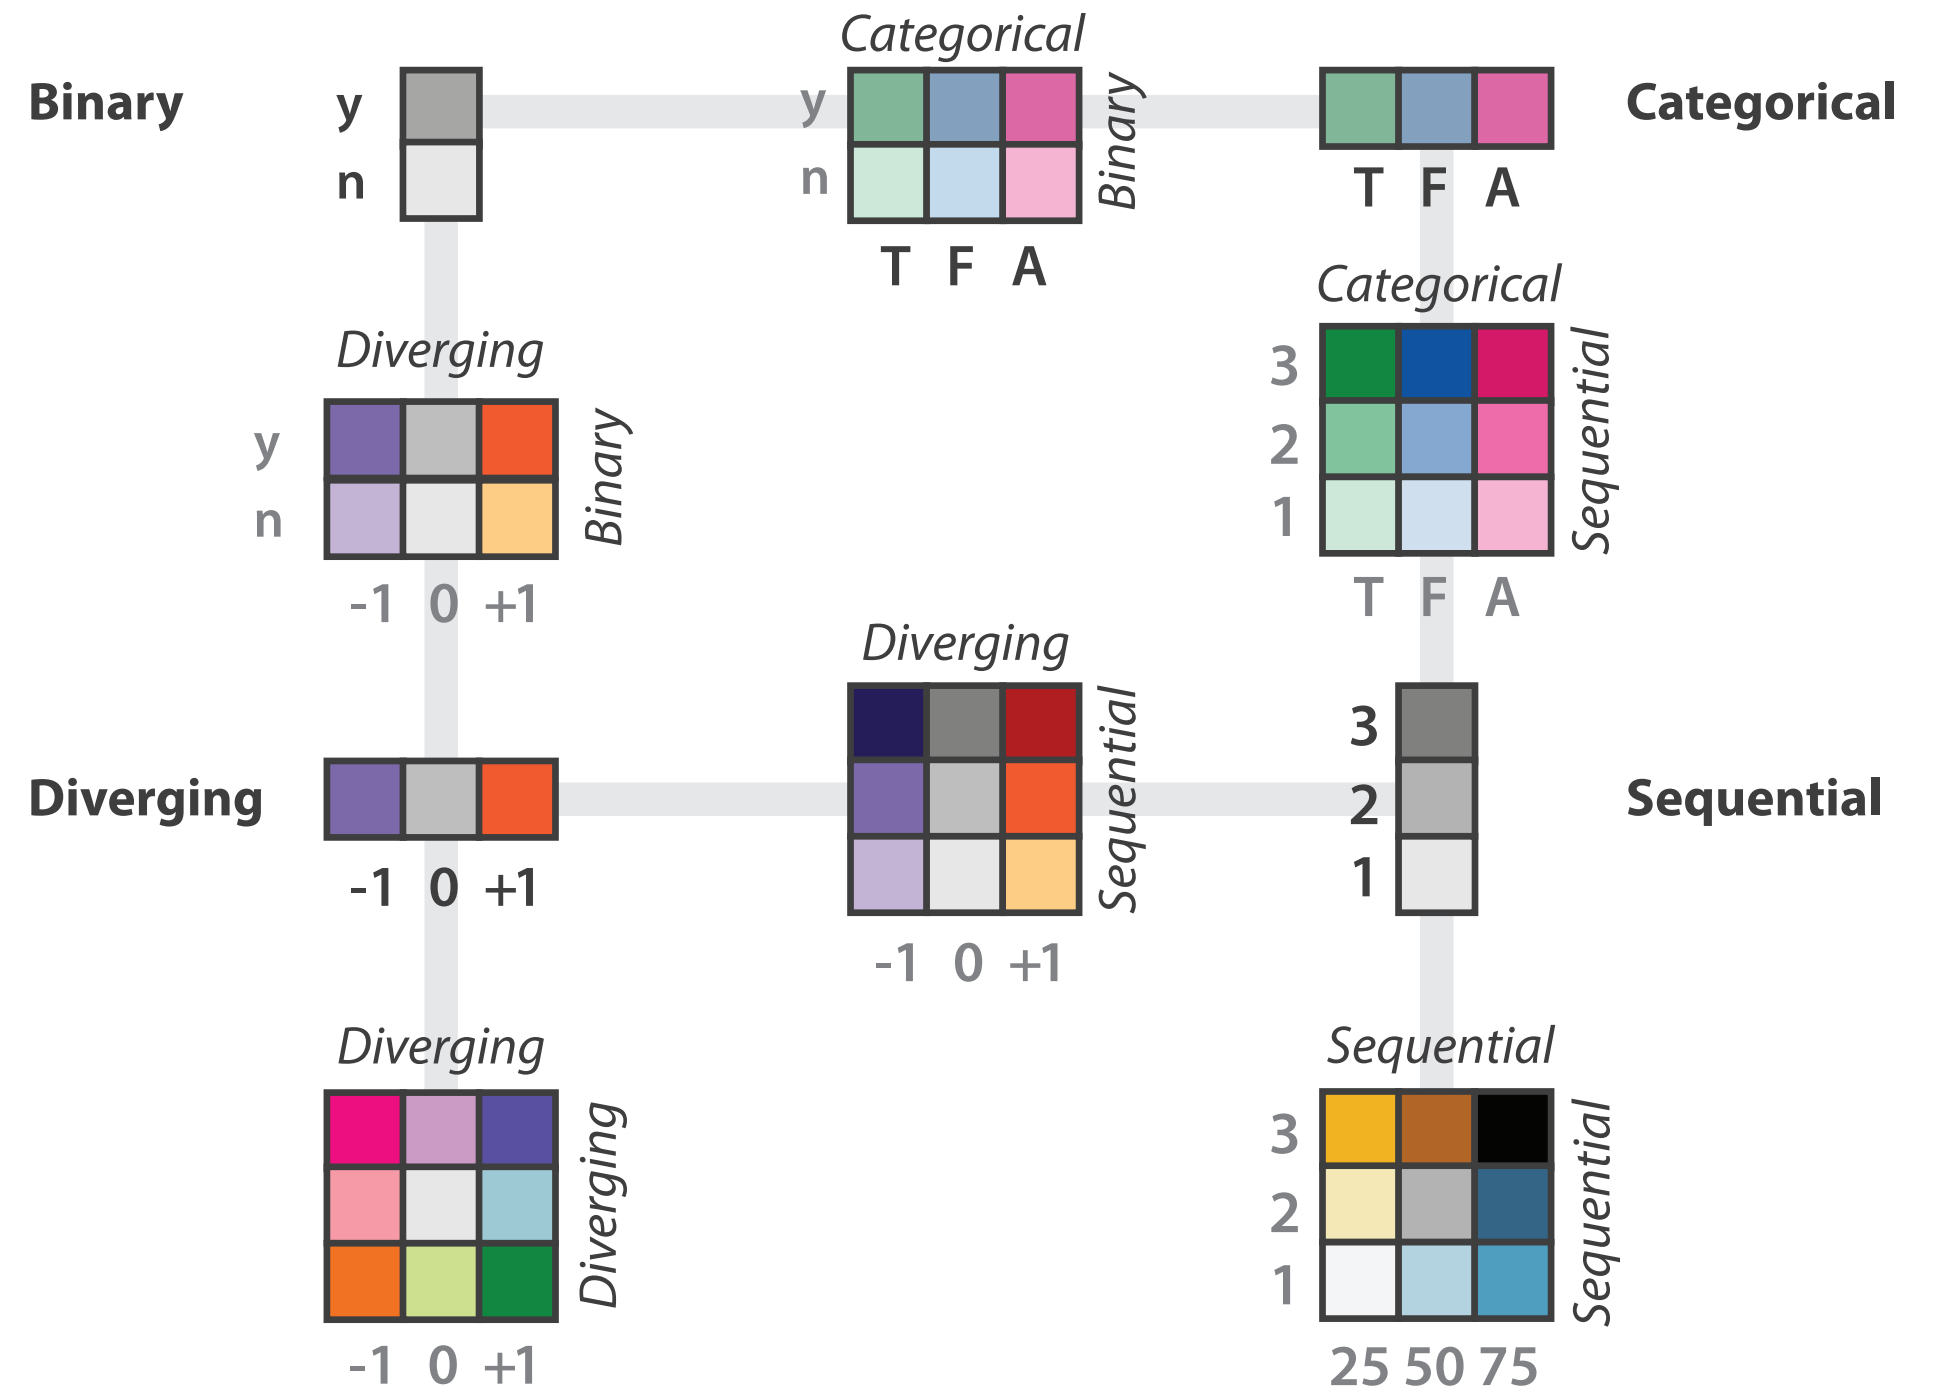 Categorical
Binary
y
n
y
n
Binary
T F A
T F A
Categorical
Diverging
Categorical
3
2
1
Sequential
y
n
Binary
-1 0 +1
T F A
Diverging
Sequential
Diverging
-1 0 +1
3
2
1
Sequential
-1 0 +1
Diverging
Diverging
-1 0 +1
Sequential
3
2
1
Sequential
25 50 75